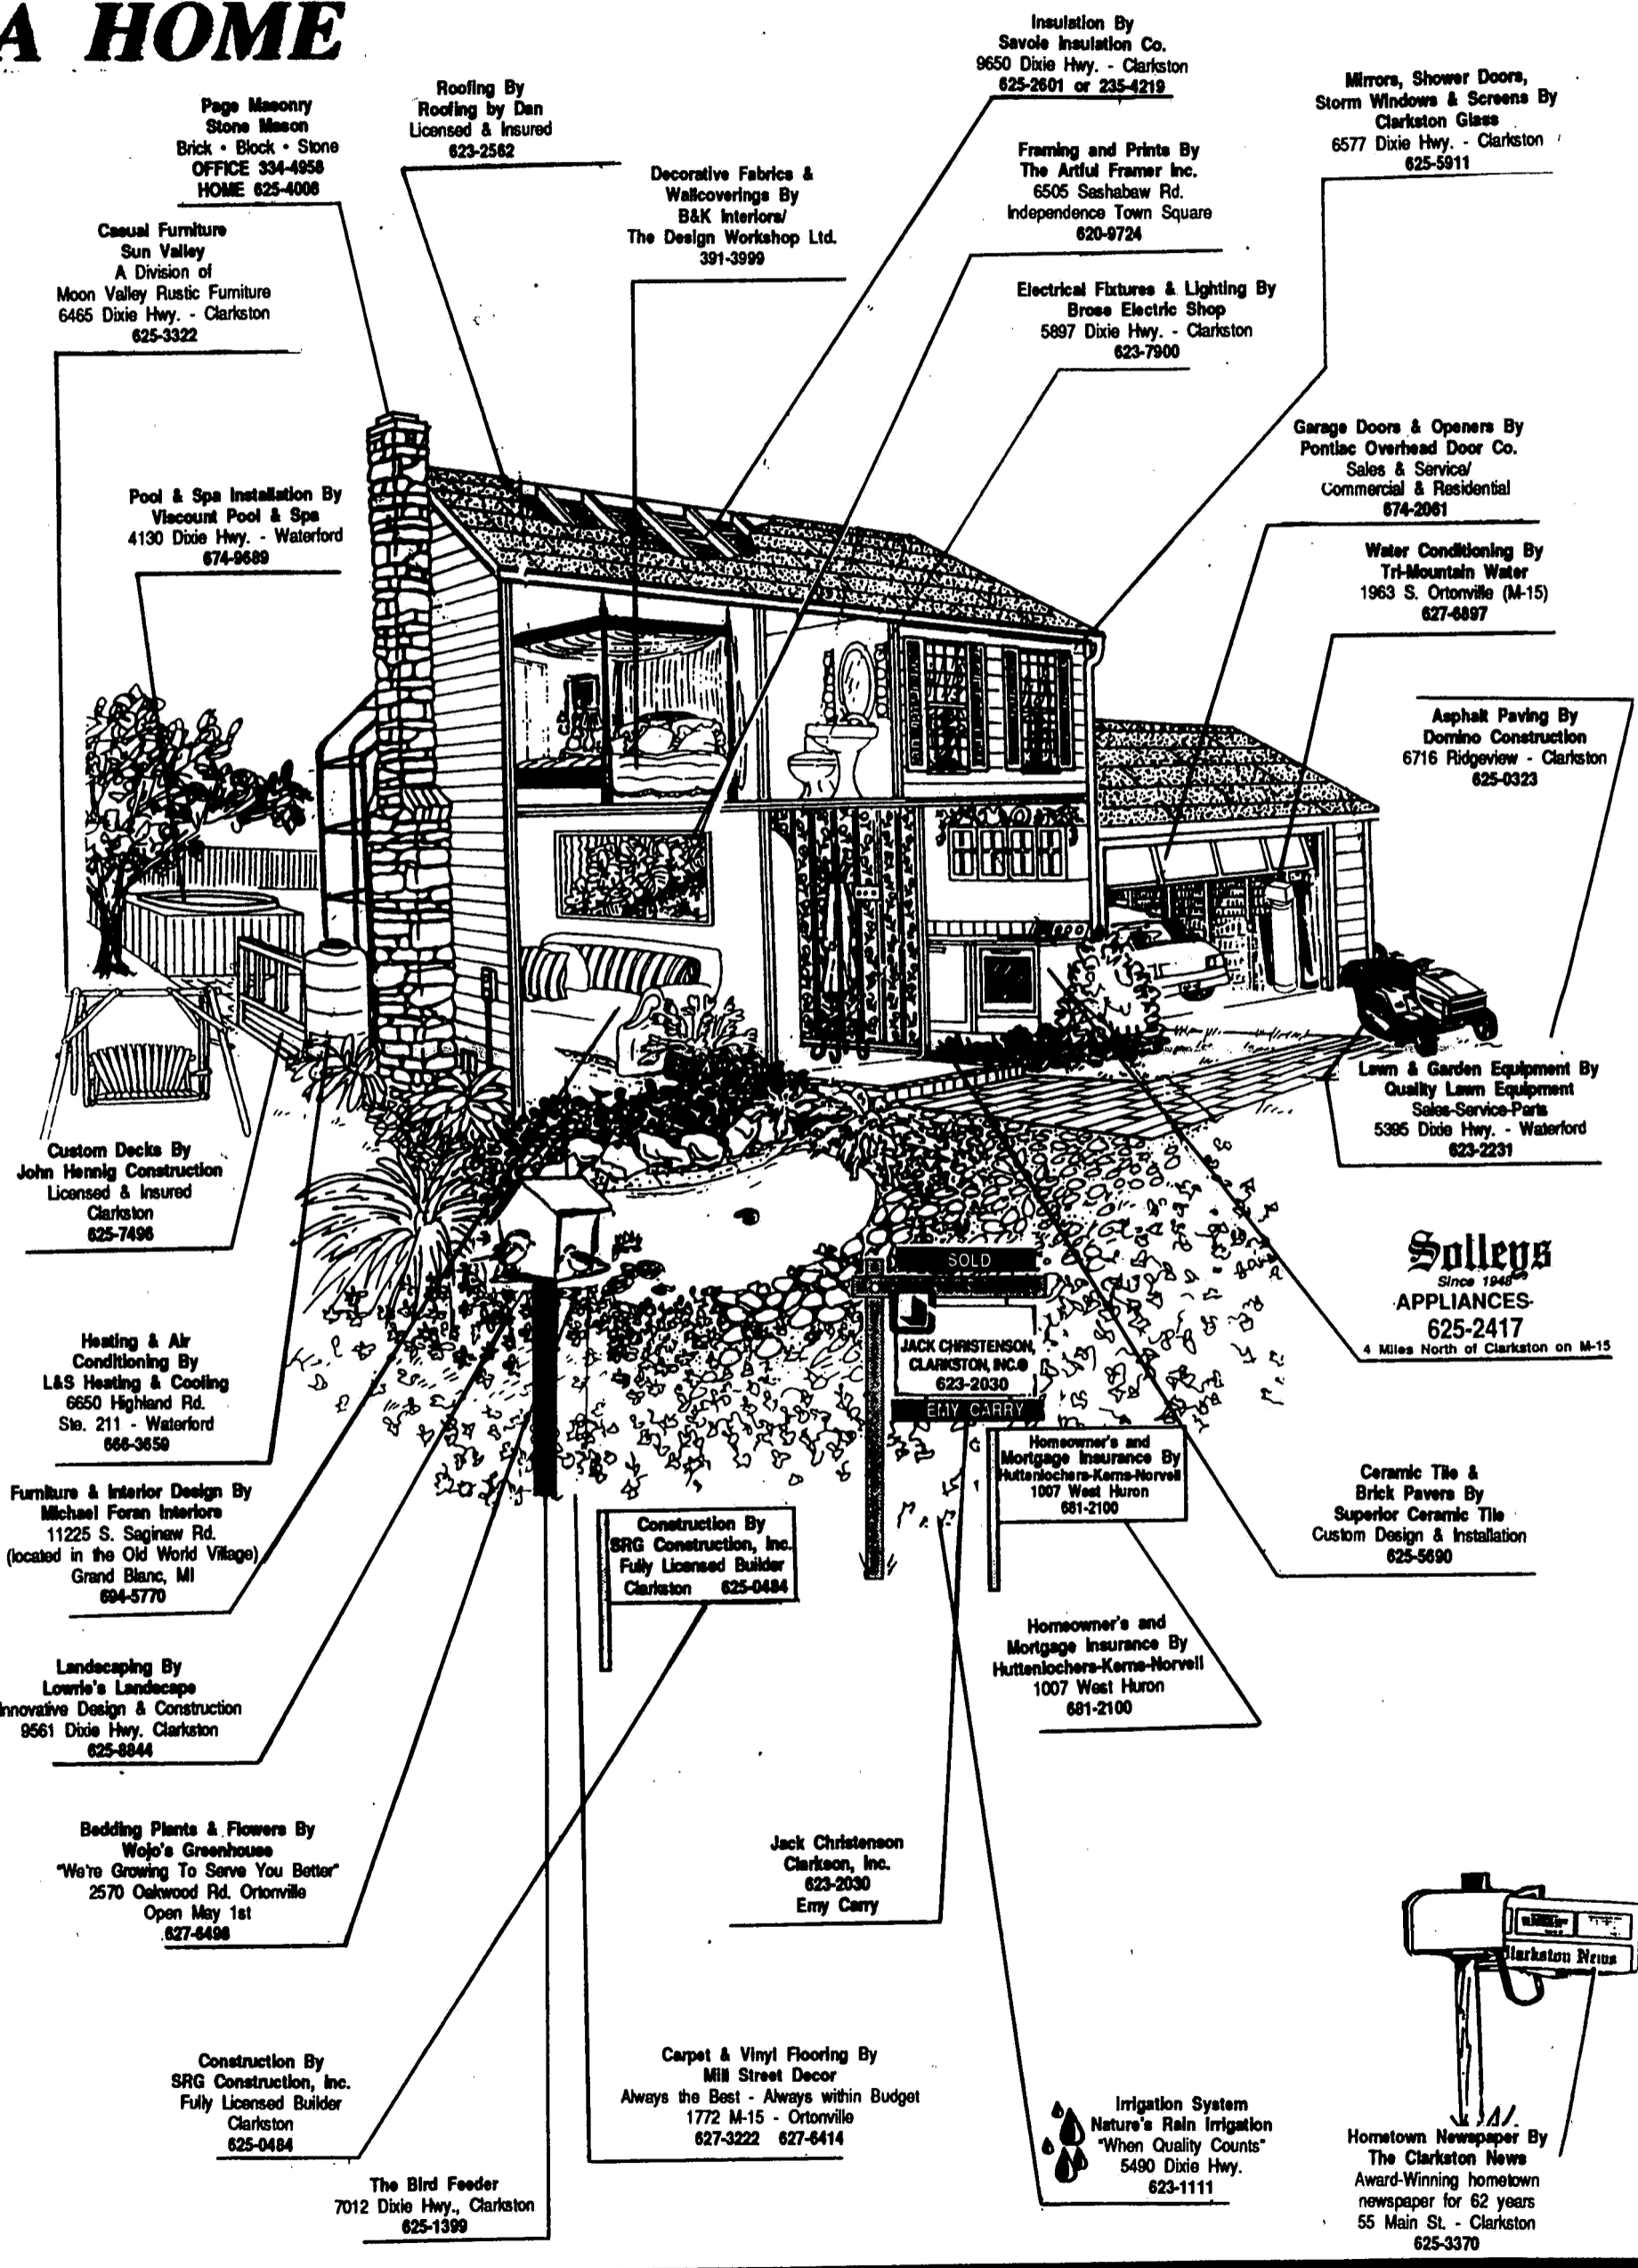 A HOME
Insulation By
Savoie Insulation Co.
9650 Dixie Hwy. - Clarkston
625-2601 or 235-4219
Mirrors, Shower Doors,
Storm Windows & Screens By
Clarkston Glass
6577 Dixie Hwy. - Clarkston
625-5911
Roofing By
Roofing by Dan
Licensed & Insured
623-2562
Page Masonry
Stone Mason
Brick • Block • Stone
OFFICE 334-4958
HOME 625-4006
Decorative Fabrics &
Wallcoverings By
B&K Interiors/
The Design Workshop Ltd.
391-3999
Framing and Prints By
The Artful Framer Inc.
6505 Sashabaw Rd.
Independence Town Square
620-9724
Casual Furniture
Sun Valley
A Division of
Moon Valley Rustic Furniture
6465 Dixie Hwy. - Clarkston
625-3322
Electrical Fixtures & Lighting By
Brose Electric Shop
5897 Dixie Hwy. - Clarkston
623-7900
Garage Doors & Openers By
Pontiac Overhead Door Co.
Sales & Service/
Commercial & Residential
674-2061
Pool & Spa Installation By
Viscount Pool & Spa
4130 Dixie Hwy. - Waterford
674-9689
Water Conditioning By
Tri-Mountain Water
1963 S. Ortonville (M-15)
627-6897
Asphalt Paving By
Domino Construction
6716 Ridgeview - Clarkston
625-0323
Lawn & Garden Equipment By
Quality Lawn Equipment
Sales-Service-Parts
5395 Dixie Hwy. - Waterford
623-2231
Custom Decks By
John Hennig Construction
Licensed & Insured
Clarkston
625-7496
Solleys
Since 1948
APPLIANCES
625-2417
4 Miles North of Clarkston on M-15
SOLD
JACK CHRISTENSON,
CLARKSTON, INC.®
623-2030
EMY CARRY
Heating & Air
Conditioning By
L&S Heating & Cooling
6650 Highland Rd.
Ste. 211 - Waterford
666-3659
Homeowner's and
Mortgage Insurance By
Huttenlochers-Kerns-Norvell
1007 West Huron
681-2100
Ceramic Tile &
Brick Pavers By
Superior Ceramic Tile
Custom Design & Installation
625-5690
Furniture & Interior Design By
Michael Foran Interiors
11225 S. Saginaw Rd.
(located in the Old World Village)
Grand Blanc, MI
694-5770
Construction By
SRG Construction, Inc.
Fully Licensed Builder
Clarkston 625-0484
Homeowner's and
Mortgage Insurance By
Huttenlochers-Kerns-Norvell
1007 West Huron
681-2100
Landscaping By
Lowrie's Landscape
Innovative Design & Construction
9561 Dixie Hwy. Clarkston
625-8844
Bedding Plants & Flowers By
Wojo's Greenhouse
"We're Growing To Serve You Better"
2570 Oakwood Rd. Ortonville
Open May 1st
627-6498
Jack Christenson
Clarkson, Inc.
623-2030
Emy Carry
Clarkston News
Construction By
SRG Construction, Inc.
Fully Licensed Builder
Clarkston
625-0484
Carpet & Vinyl Flooring By
Mill Street Decor
Always the Best - Always within Budget
1772 M-15 - Ortonville
627-3222 627-6414
Irrigation System
Nature's Rain Irrigation
"When Quality Counts"
5490 Dixie Hwy.
623-1111
The Bird Feeder
7012 Dixie Hwy., Clarkston
625-1399
Hometown Newspaper By
The Clarkston News
Award-Winning hometown
newspaper for 62 years
55 Main St. - Clarkston
625-3370